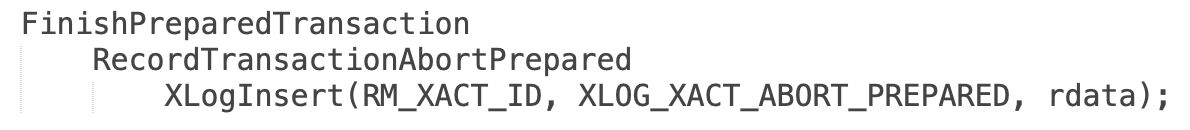 FinishPreparedTransaction
RecordTransactionAbortPrepared
XLogInsert(RM_XACT_ID, XLOG_XACT_ABORT_PREPARED, rdata);